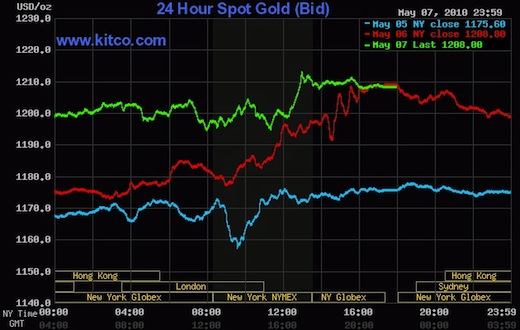 USD/oz
24 Hour Spot Gold (Bid)
May 07, 2010 23:59
1230.0
www.kitco.com
May 05 NY close 1175.60
May 06 NY close 1208.80
May 07 Last 1208.00
1220.0
1210.0
1200.0
1190.0
1180.0
1170.0
1160.0
1150.0
1140.0
Hong Kong
Hong Kong
London
Sydney
New York Globex
New York NYMEX
NY Globex
New York Globex
NY Time
00:00
04:00
08:00
12:00
16:00
20:00
23:59
GMT
04:00
08:00
12:00
16:00
20:00
00:00
03:59